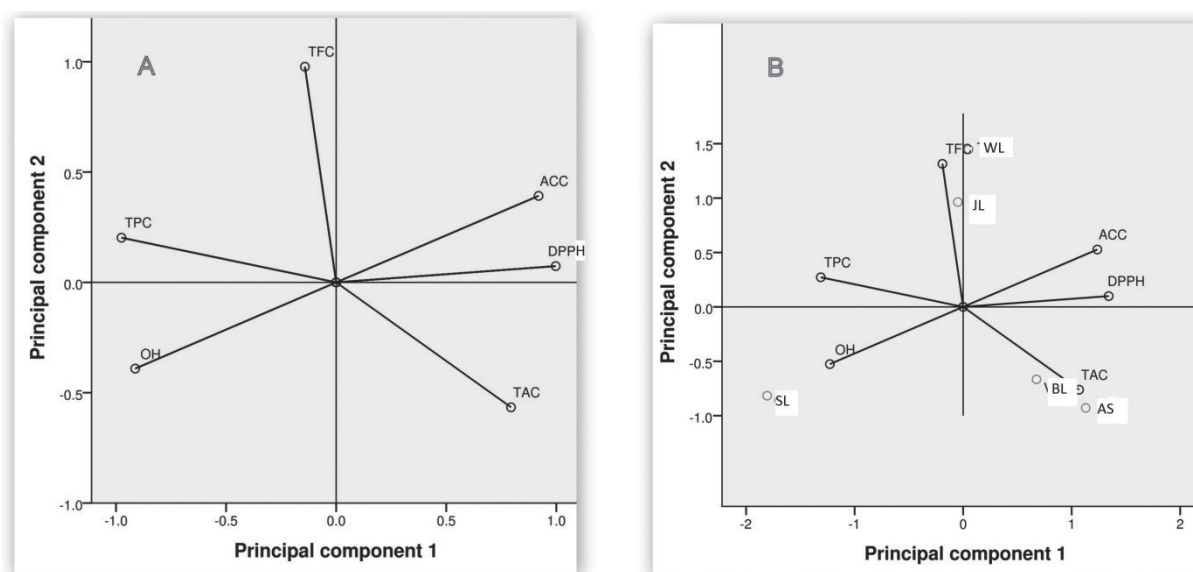 A
TFC
1.0
0.5
ACC
TPC
DPPH
0.0
OH
-0.5
TAC
-1.0
-1.0 -0.5 0.0 0.5 1.0
Principal component 2
Principal component 1
B
1.5
TFC WL
1.0
JL
ACC
0.5
TPC
DPPH
0.0
OH
-0.5
TAC
BL
SL
AS
-1.0
-2 -1 0 1 2
Principal component 2
Principal component 1